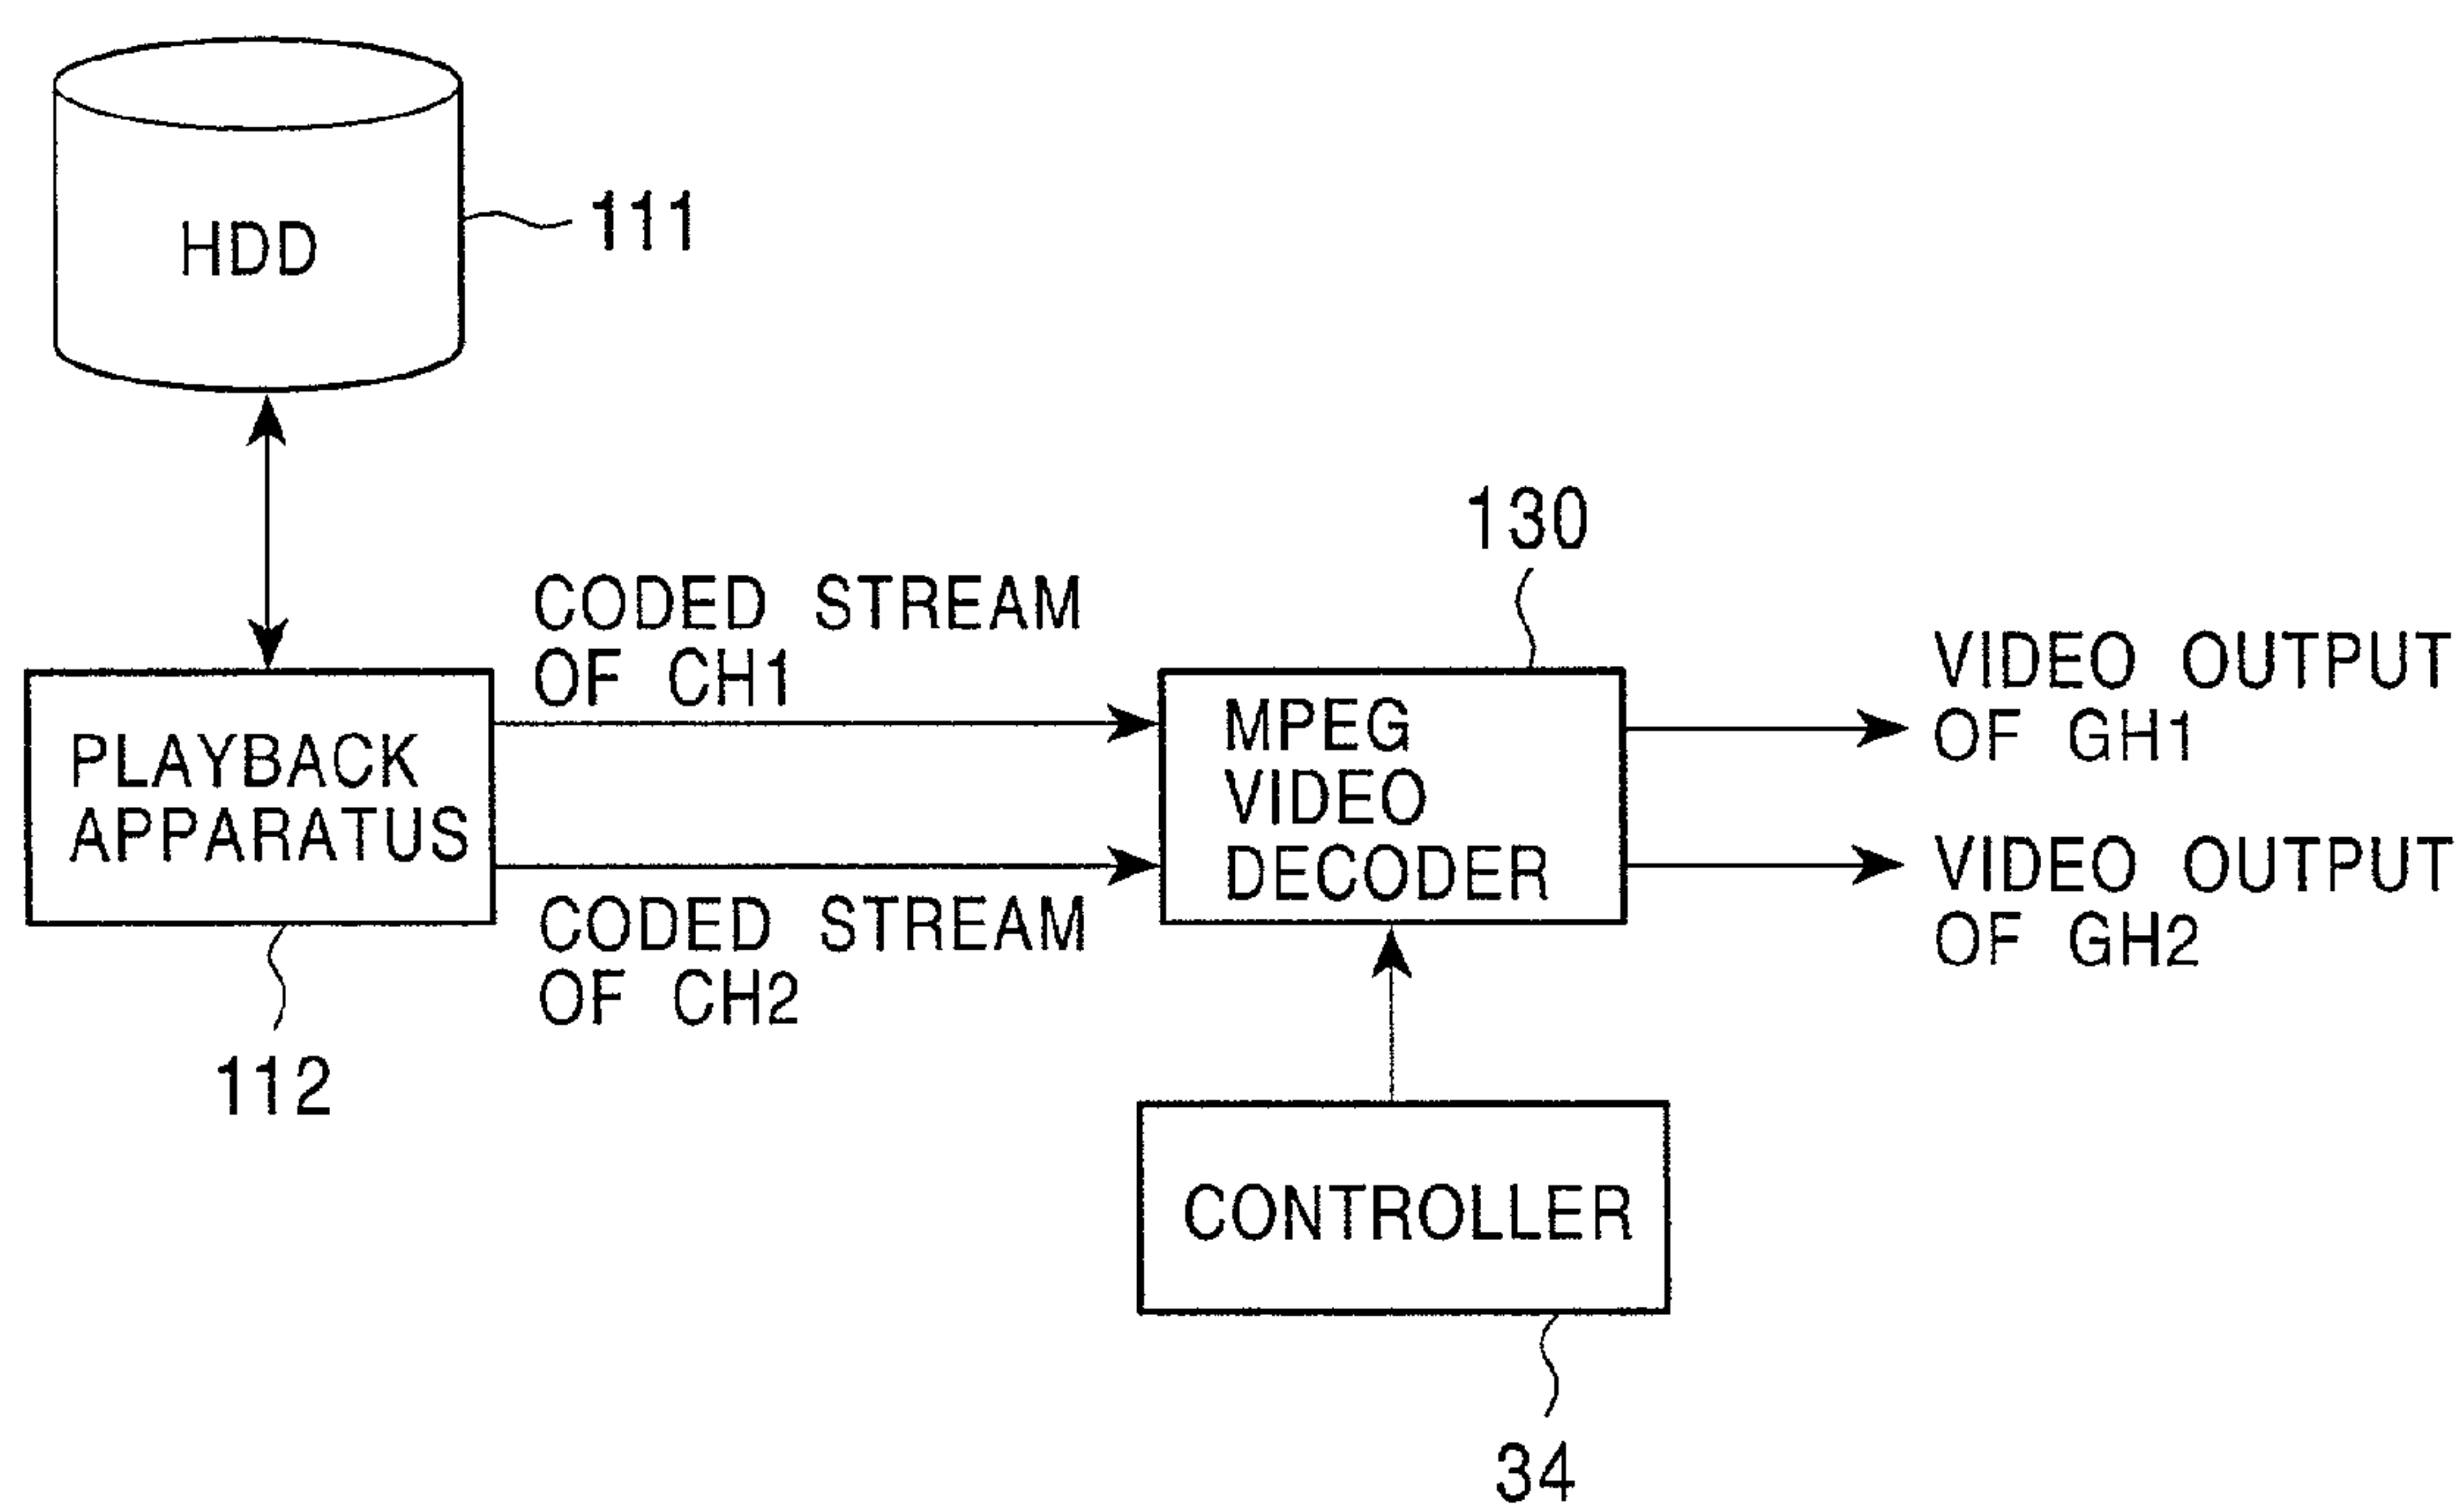 HDD
111
130
CODED STREAM
OF CH1
VIDEO OUTPUT
OF GH1
PLAYBACK
APPARATUS
MPEG
VIDEO
DECODER
VIDEO OUTPUT
OF GH2
CODED STREAM
OF CH2
112
CONTROLLER
34